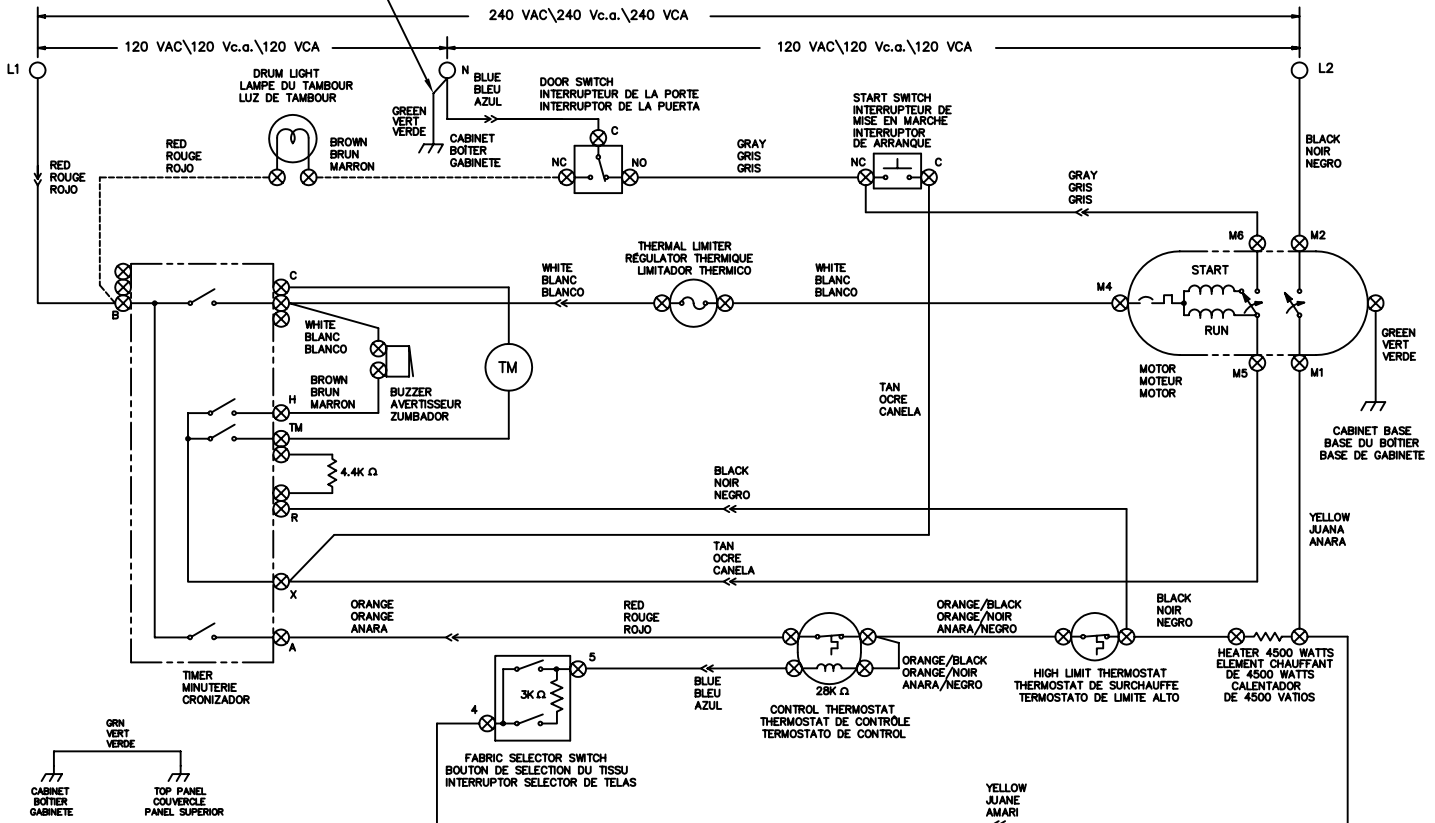 240 VAC\240 Vc.a.\240 VCA
120 VAC\120 Vc.a.\120 VCA
120 VAC\120 Vc.a.\120 VCA
L1
N
L2
DRUM LIGHT
LAMPE DU TAMBOUR
LUZ DE TAMBOUR
BLUE
BLEU
AZUL
DOOR SWITCH
INTERRUPTEUR DE LA PORTE
INTERRUPTOR DE LA PUERTA
START SWITCH
INTERRUPTEUR DE
MISE EN MARCHE
INTERRUPTOR
DE ARRANQUE
GREEN
VERT
VERDE
CABINET
BOÎTIER
GABINETE
C
RED
ROUGE
ROJO
RED
ROUGE
ROJO
BROWN
BRUN
MARRON
NC
NO
GRAY
GRIS
GRIS
NC
C
BLACK
NOIR
NEGRO
GRAY
GRIS
GRIS
M6
M2
THERMAL LIMITER
RÉGULATOR THERMIQUE
LIMITADOR THERMICO
WHITE
BLANC
BLANCO
WHITE
BLANC
BLANCO
START
M4
RUN
C
B
WHITE
BLANC
BLANCO
GREEN
VERT
VERDE
TM
M5
M1
MOTOR
MOTEUR
MOTOR
BROWN
BRUN
MARRON
BUZZER
AVERTISSEUR
ZUMBADOR
TAN
OCRE
CANELA
H
TM
CABINET BASE
BASE DU BOÎTIER
BASE DE GABINETE
4.4K Ω
BLACK
NOIR
NEGRO
R
YELLOW
JUANA
ANARA
TAN
OCRE
CANELA
X
ORANGE
ORANGE
ANARA
RED
ROUGE
ROJO
ORANGE/BLACK
ORANGE/NOIR
ANARA/NEGRO
BLACK
NOIR
NEGRO
A
TIMER
MINUTERIE
CRONIZADOR
5
3K Ω
4
BLUE
BLEU
AZUL
28K Ω
ORANGE/BLACK
ORANGE/NOIR
ANARA/NEGRO
HIGH LIMIT THERMOSTAT
THERMOSTAT DE SURCHAUFFE
TERMOSTATO DE LIMITE ALTO
HEATER 4500 WATTS
ELEMENT CHAUFFANT
DE 4500 WATTS
CALENTADOR
DE 4500 VATIOS
CONTROL THERMOSTAT
THERMOSTAT DE CONTRÔLE
TERMOSTATO DE CONTROL
GRN
VERT
VERDE
FABRIC SELECTOR SWITCH
BOUTON DE SELECTION DU TISSU
INTERRUPTOR SELECTOR DE TELAS
CABINET
BOÎTIER
GABINETE
TOP PANEL
COUVERCLE
PANEL SUPERIOR
YELLOW
JUANE
AMARI